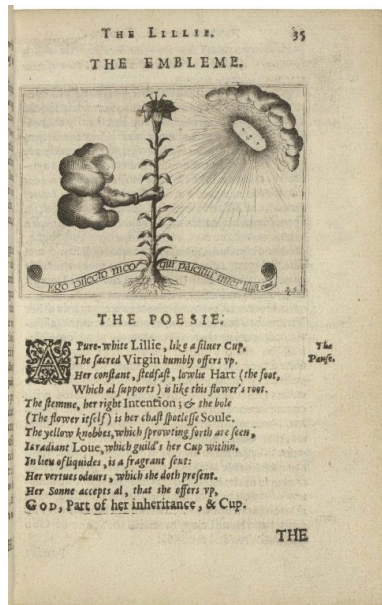 THE LILLIE. 35
THE EMBLEME.
Ego dilecto meo qui pascitur inter lilia. Cant.
THE POESIE.
A Pure-white Lillie, like a siluer Cup,
The sacred Virgin humbly offers vp.
Her constant, stedfast, lowlie Hart (the foot,
Which al supports) is like this flower's root.
The stemme, her right Intention; & the bole
(The flower itself) is her chast spotlesse Soule.
The yellow knobbes, which sprowting forth are seen,
Is radiant Loue, which guild's her Cup within.
In lieu of liquides, is a fragrant sent:
Her vertues odours, which she doth present.
Her Sonne accepts al, that she offers vp,
GOD, Part of her inheritance, & Cup.
The
Pause.
THE